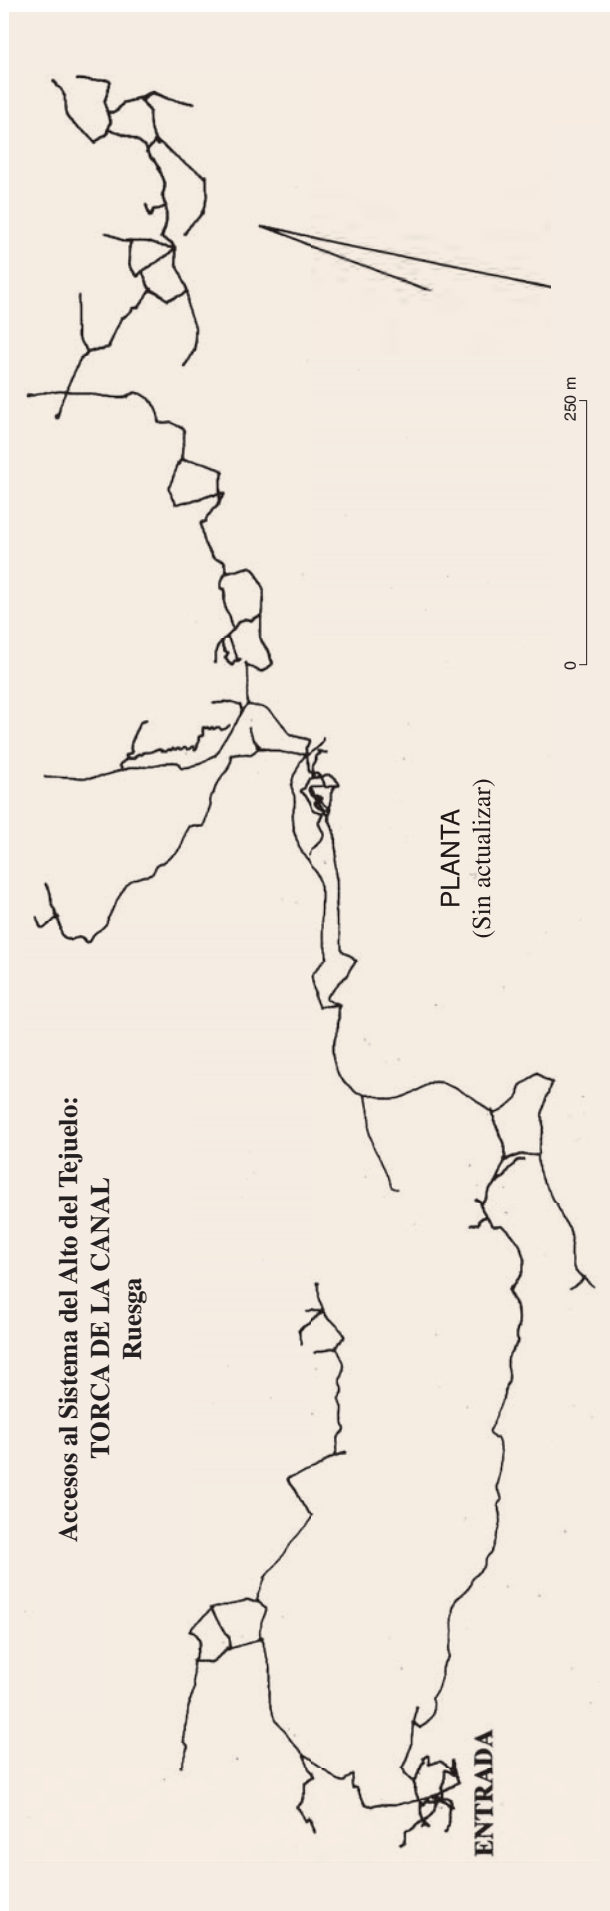 Accesos al Sistema del Alto del Tejuelo:
TORCA DE LA CANAL
Ruesga
PLANTA
(Sin actualizar)
0
250 m
ENTRADA